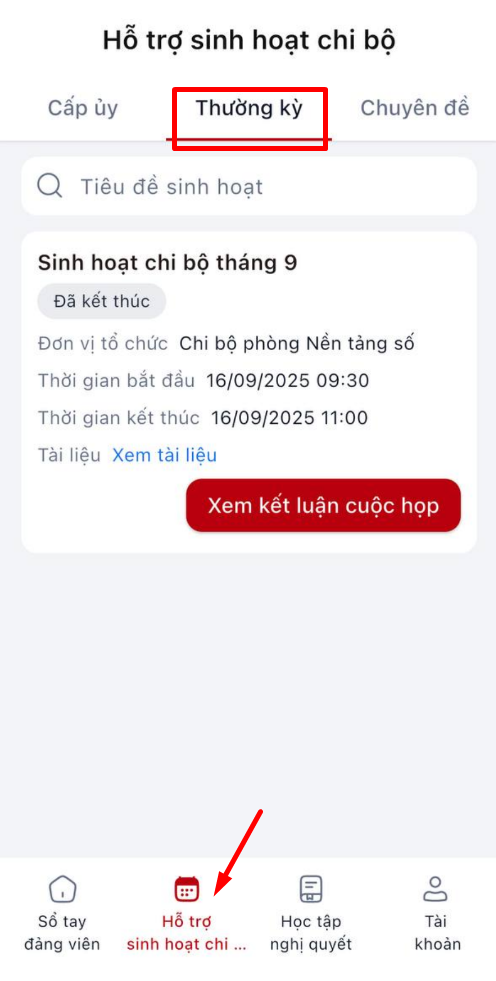 Hỗ trợ sinh hoạt chi bộ
Cấp ủy Thường kỳ Chuyên đề
Tiêu đề sinh hoạt
Sinh hoạt chi bộ tháng 9
Đã kết thúc
Đơn vị tổ chức Chi bộ phòng Nền tảng số
Thời gian bắt đầu 16/09/2025 09:30
Thời gian kết thúc 16/09/2025 11:00
Tài liệu Xem tài liệu
Xem kết luận cuộc họp
Sổ tay
đảng viên
Hỗ trợ
sinh hoạt chi ...
Học tập
nghị quyết
Tài
khoản